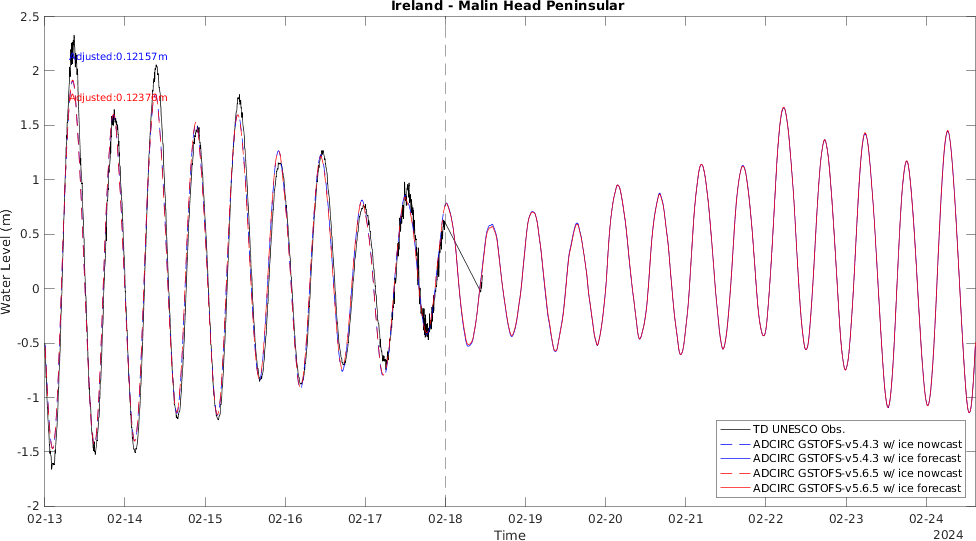 Ireland - Malin Head Peninsular
2.5
2
1.5
1
0.5
0
-0.5
-1
-1.5
-2
Water Level (m)
Adjusted:0.12157m
TD UNESCO Obs.
ADCIRC GSTOFS-v5.4.3 w/ ice nowcast
ADCIRC GSTOFS-v5.4.3 w/ ice forecast
ADCIRC GSTOFS-v5.6.5 w/ ice nowcast
ADCIRC GSTOFS-v5.6.5 w/ ice forecast
02-13 02-14 02-15 02-16 02-17 02-18 02-19 02-20 02-21 02-22 02-23 02-24
Time
2024